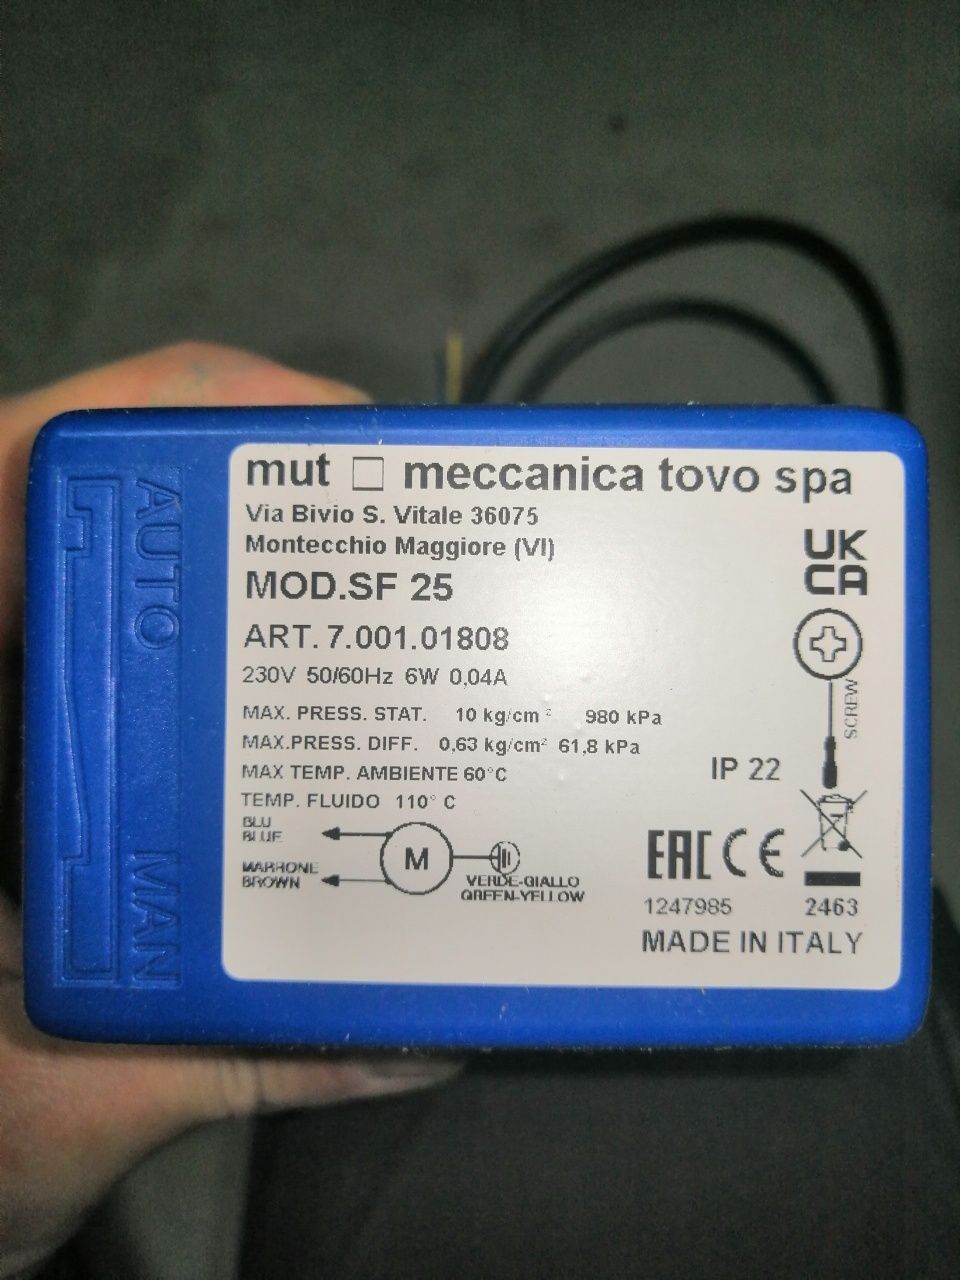 mut □ meccanica tovo spa
Via Bivio S. Vitale 36075
Montecchio Maggiore (VI)
MOD.SF 25
ART. 7.001.01808
230V 50/60Hz 6W 0,04A
MAX. PRESS. STAT. 10 kg/cm² 980 kPa
MAX.PRESS. DIFF. 0,63 kg/cm² 61,8 kPa
MAX TEMP. AMBIENTE 60°C
TEMP. FLUIDO 110° C
BLU
BLUE
MARRONE
BROWN
M
VERDE-GIALLO
GREEN-YELLOW
UK
CA
SCREW
IP 22
EAC CE
1247985 2463
MADE IN ITALY
AUTO MAN